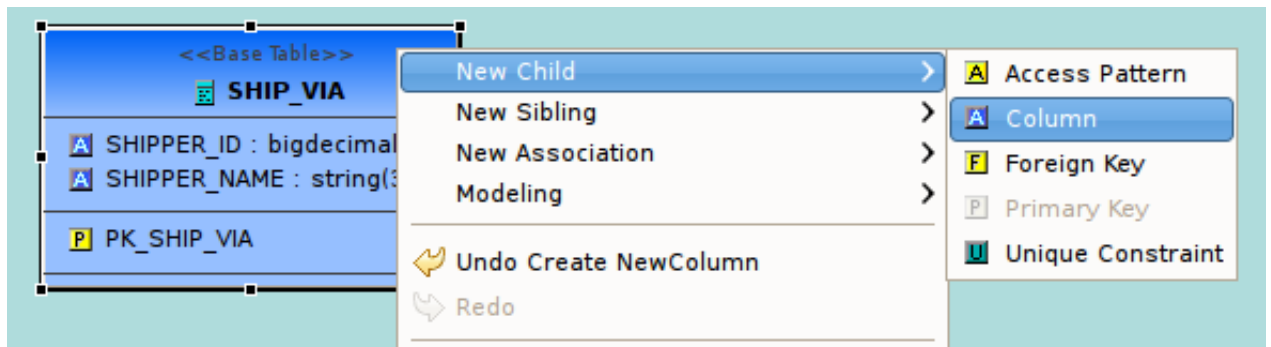 <<Base Table>>
SHIP_VIA
SHIPPER_ID : bigdecimal
SHIPPER_NAME : string(
PK_SHIP_VIA
New Child
New Sibling
New Association
Modeling
Undo Create NewColumn
Redo
Access Pattern
Column
Foreign Key
Primary Key
Unique Constraint